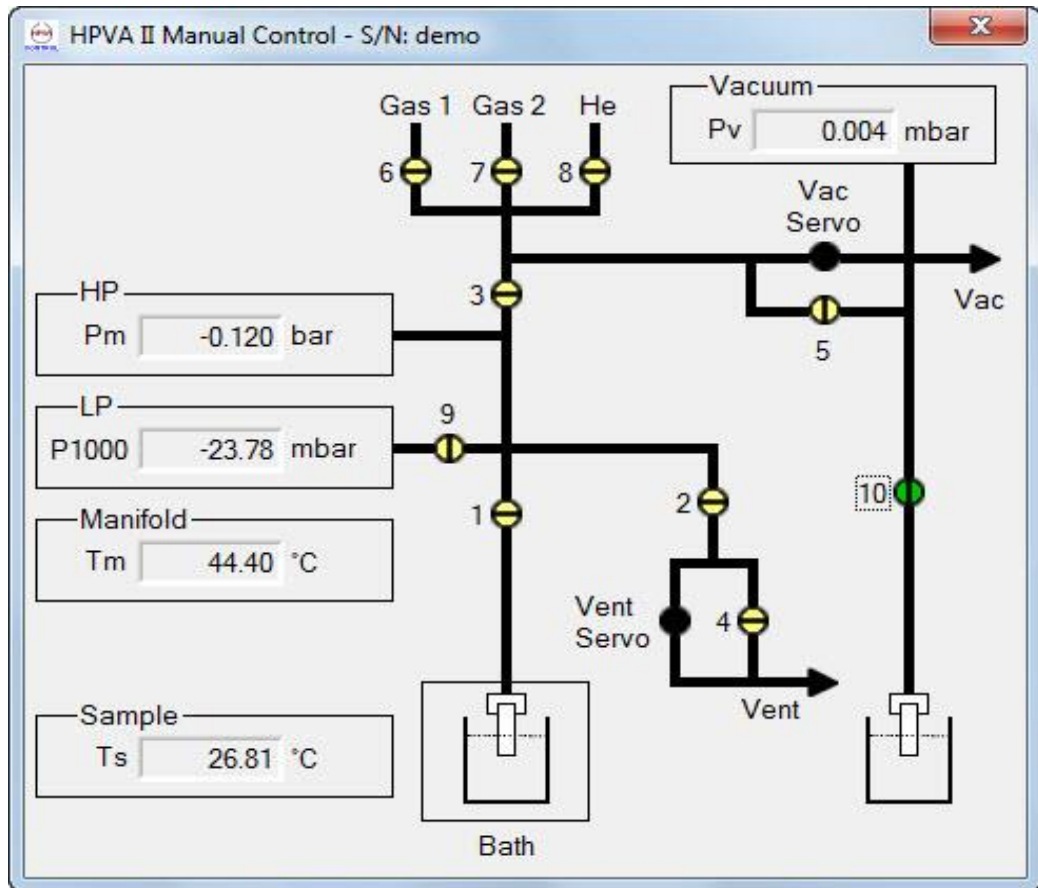 HPVA II Manual Control - S/N: demo
Gas 1 Gas 2 He
Vacuum
Pv 0.004 mbar
6 7 8
Vac
Servo
Vac
HP
Pm -0.120 bar
3
5
LP
P1000 -23.78 mbar
9
10
Manifold
Tm 44.40 °C
1
2
Vent
Servo
4
Vent
Sample
Ts 26.81 °C
Bath